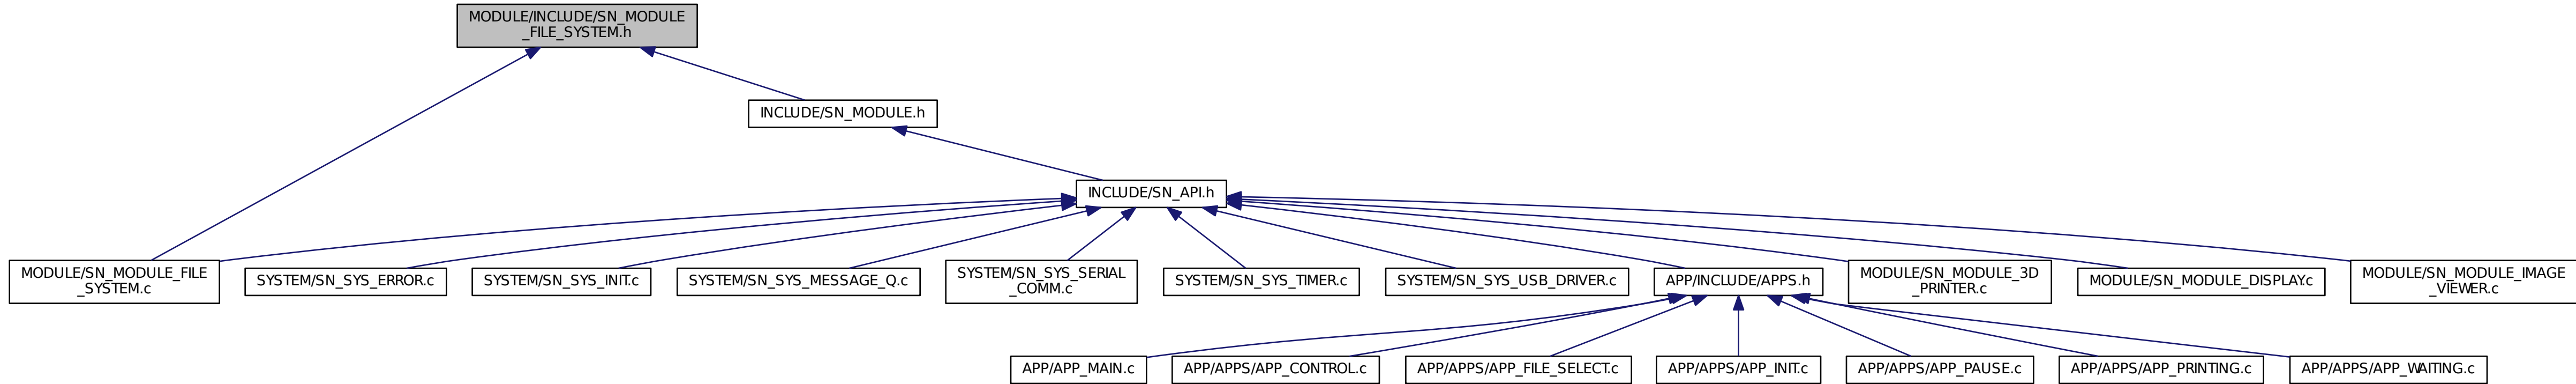 MODULE/INCLUDE/SN_MODULE
_FILE_SYSTEM.h
INCLUDE/SN_MODULE.h
INCLUDE/SN_API.h
MODULE/SN_MODULE_FILE
_SYSTEM.c
SYSTEM/SN_SYS_ERROR.c
SYSTEM/SN_SYS_INIT.c
SYSTEM/SN_SYS_MESSAGE_Q.c
SYSTEM/SN_SYS_SERIAL
_COMM.c
SYSTEM/SN_SYS_TIMER.c
SYSTEM/SN_SYS_USB_DRIVER.c
APP/INCLUDE/APPS.h
MODULE/SN_MODULE_3D
_PRINTER.c
MODULE/SN_MODULE_DISPLAY.c
MODULE/SN_MODULE_IMAGE
_VIEWER.c
APP/APP_MAIN.c
APP/APPS/APP_CONTROL.c
APP/APPS/APP_FILE_SELECT.c
APP/APPS/APP_INIT.c
APP/APPS/APP_PAUSE.c
APP/APPS/APP_PRINTING.c
APP/APPS/APP_WAITING.c